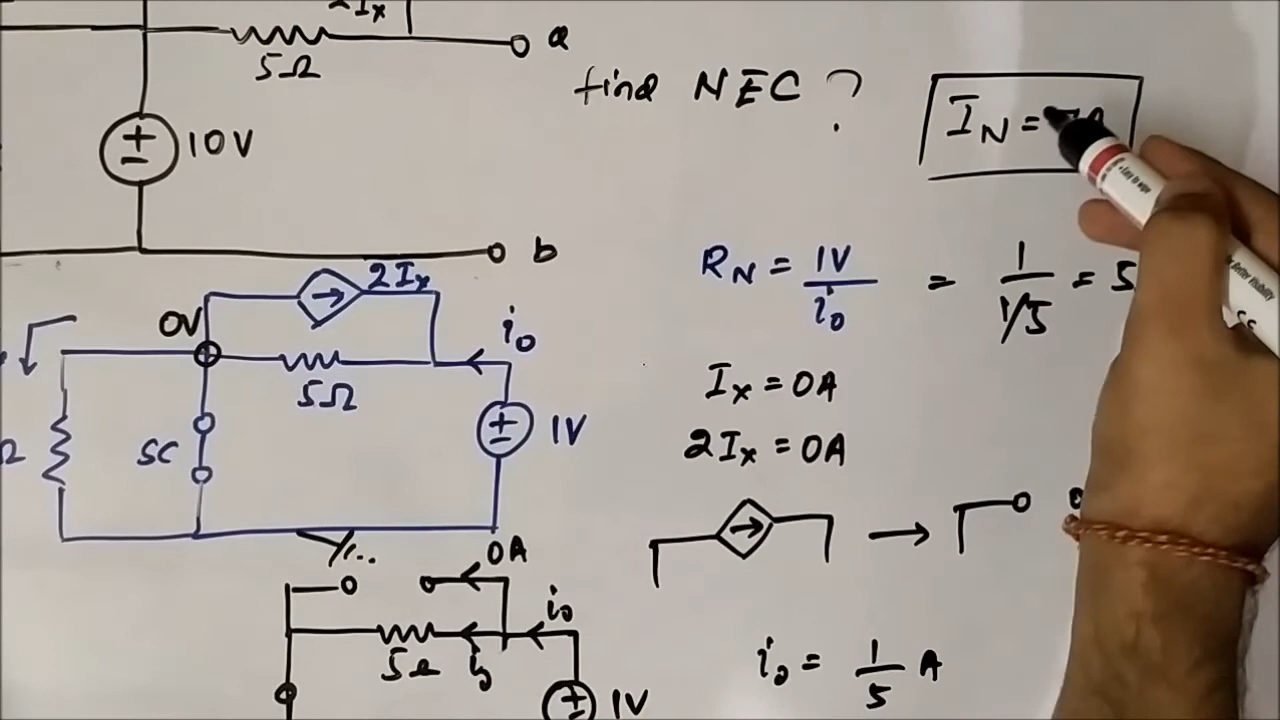 2Ix
5Ω
a
find NEC ?
IN =
10V
b
2Ix
RN = 1V/i0 = 1/(1/5) = 5
0V
i0
5Ω
Ix = 0A
1V
Ω
SC
2Ix = 0A
0A
i0
5Ω
i0
i0 = 1/5 A
1V